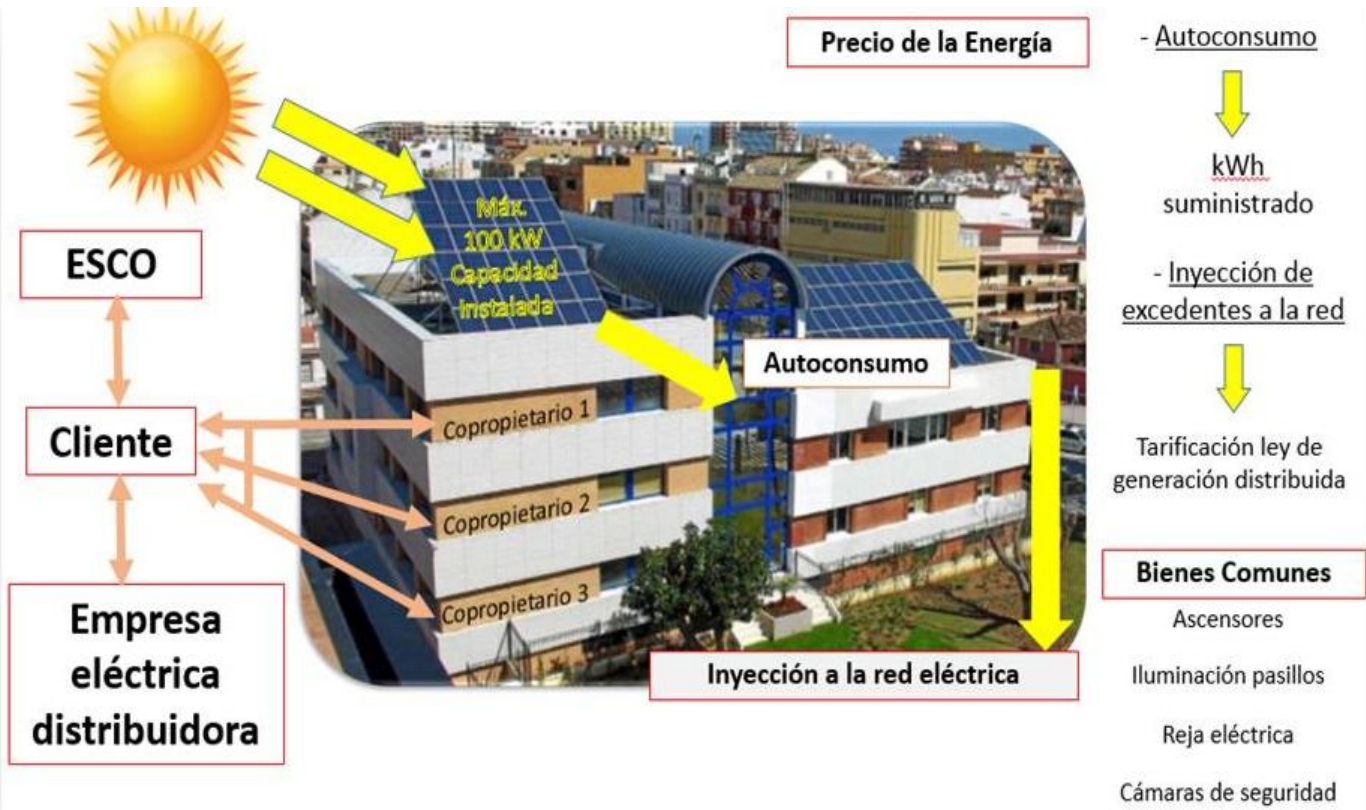 Precio de la Energía
- Autoconsumo
kWh
suministrado
- Inyección de
excedentes a la red
Tarificación ley de
generación distribuida
Máx.
100 kW
Capacidad
Instalada
ESCO
Cliente
Empresa
eléctrica
distribuidora
Autoconsumo
Copropietario 1
Copropietario 2
Copropietario 3
Inyección a la red eléctrica
Bienes Comunes
Ascensores
Iluminación pasillos
Reja eléctrica
Cámaras de seguridad